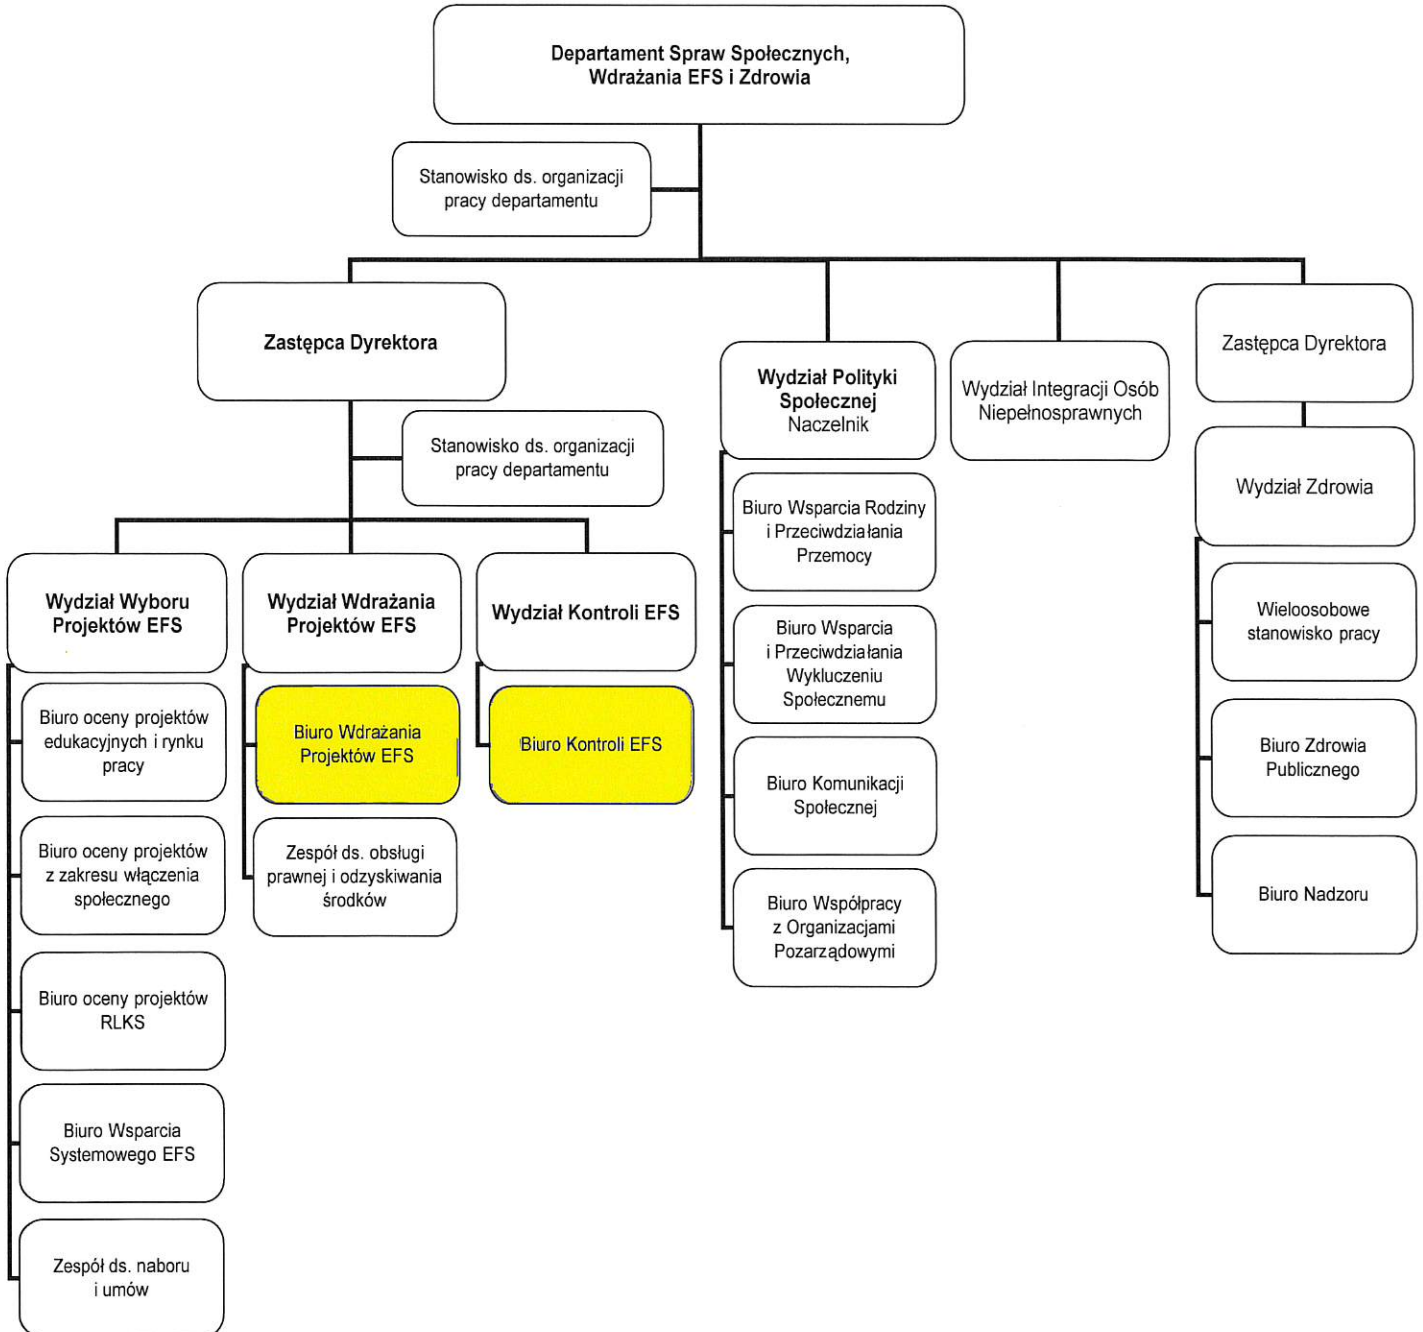 Departament Spraw Społecznych,
Wdrażania EFS i Zdrowia
Stanowisko ds. organizacji
pracy departamentu
Zastępca Dyrektora
Stanowisko ds. organizacji
pracy departamentu
Wydział Wyboru
Projektów EFS
Biuro oceny projektów
edukacyjnych i rynku
pracy
Biuro oceny projektów
z zakresu włączenia
społecznego
Biuro oceny projektów
RLKS
Biuro Wsparcia
Systemowego EFS
Zespół ds. naboru
i umów
Wydział Wdrażania
Projektów EFS
Biuro Wdrażania
Projektów EFS
Zespół ds. obsługi
prawnej i odzyskiwania
środków
Wydział Kontroli EFS
Biuro Kontroli EFS
Wydział Polityki
Społecznej
Naczelnik
Biuro Wsparcia Rodziny
i Przeciwdziałania
Przemocy
Biuro Wsparcia
i Przeciwdziałania
Wykluczeniu
Społecznemu
Biuro Komunikacji
Społecznej
Biuro Współpracy
z Organizacjami
Pozarządowymi
Wydział Integracji Osób
Niepełnosprawnych
Zastępca Dyrektora
Wydział Zdrowia
Wieloosobowe
stanowisko pracy
Biuro Zdrowia
Publicznego
Biuro Nadzoru